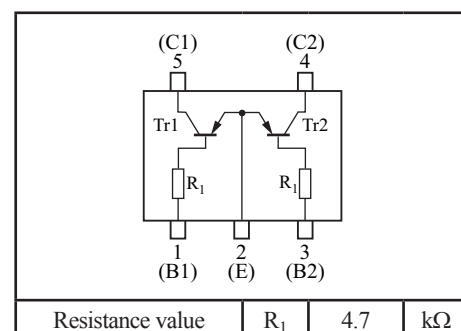 (C1) (C2)
5 4
Tr1 Tr2
R1 R1
1 2 3
(B1) (E) (B2)
Resistance value R1 4.7 kΩ